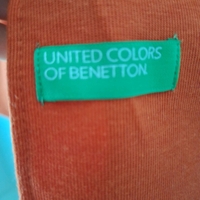 UNITED COLORS
OF BENETTON.